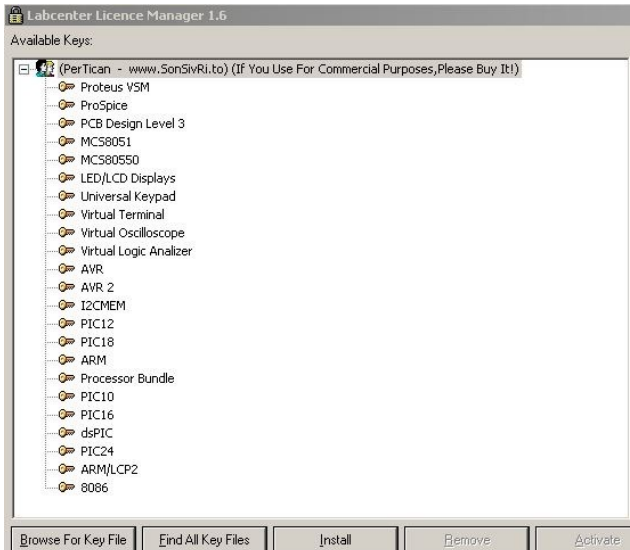 Labcenter Licence Manager 1.6
Available Keys:
(PerTican - www.SonSivRi.to) (If You Use For Commercial Purposes,Please Buy It!)
Proteus VSM
ProSpice
PCB Design Level 3
MCS8051
MCS80550
LED/LCD Displays
Universal Keypad
Virtual Terminal
Virtual Oscilloscope
Virtual Logic Analizer
AVR
AVR 2
I2CMEM
PIC12
PIC18
ARM
Processor Bundle
PIC10
PIC16
dsPIC
PIC24
ARM/LCP2
8086
Browse For Key File Find All Key Files Install Remove Activate